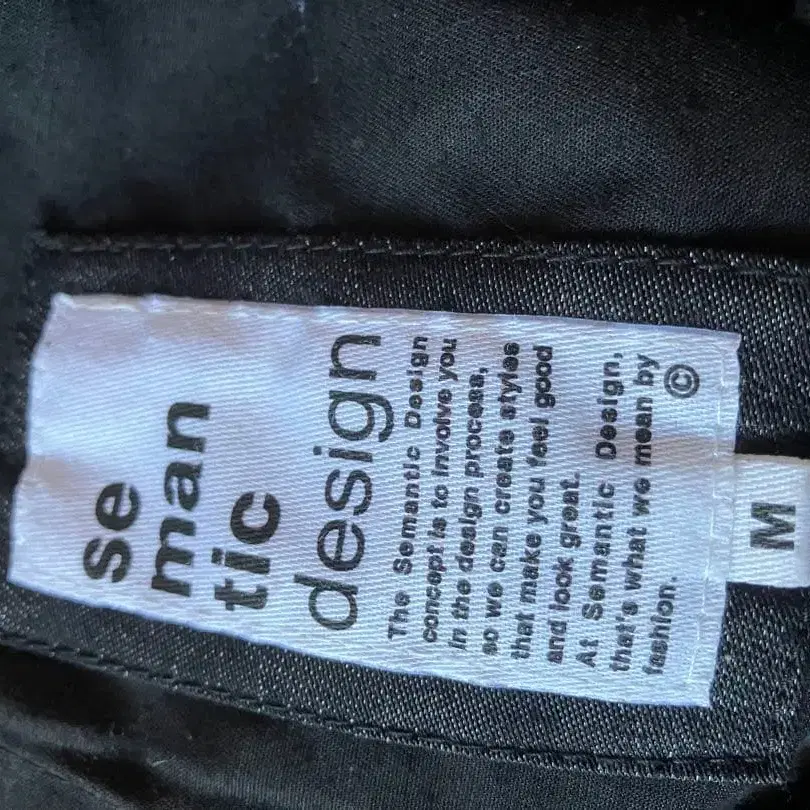 se
man
tic
design
The Semantic Design
concept is to involve you
in the design process,
so we can create styles
that make you feel good
and look great.
At Semantic Design,
that's what we mean by
fashion. ©
M